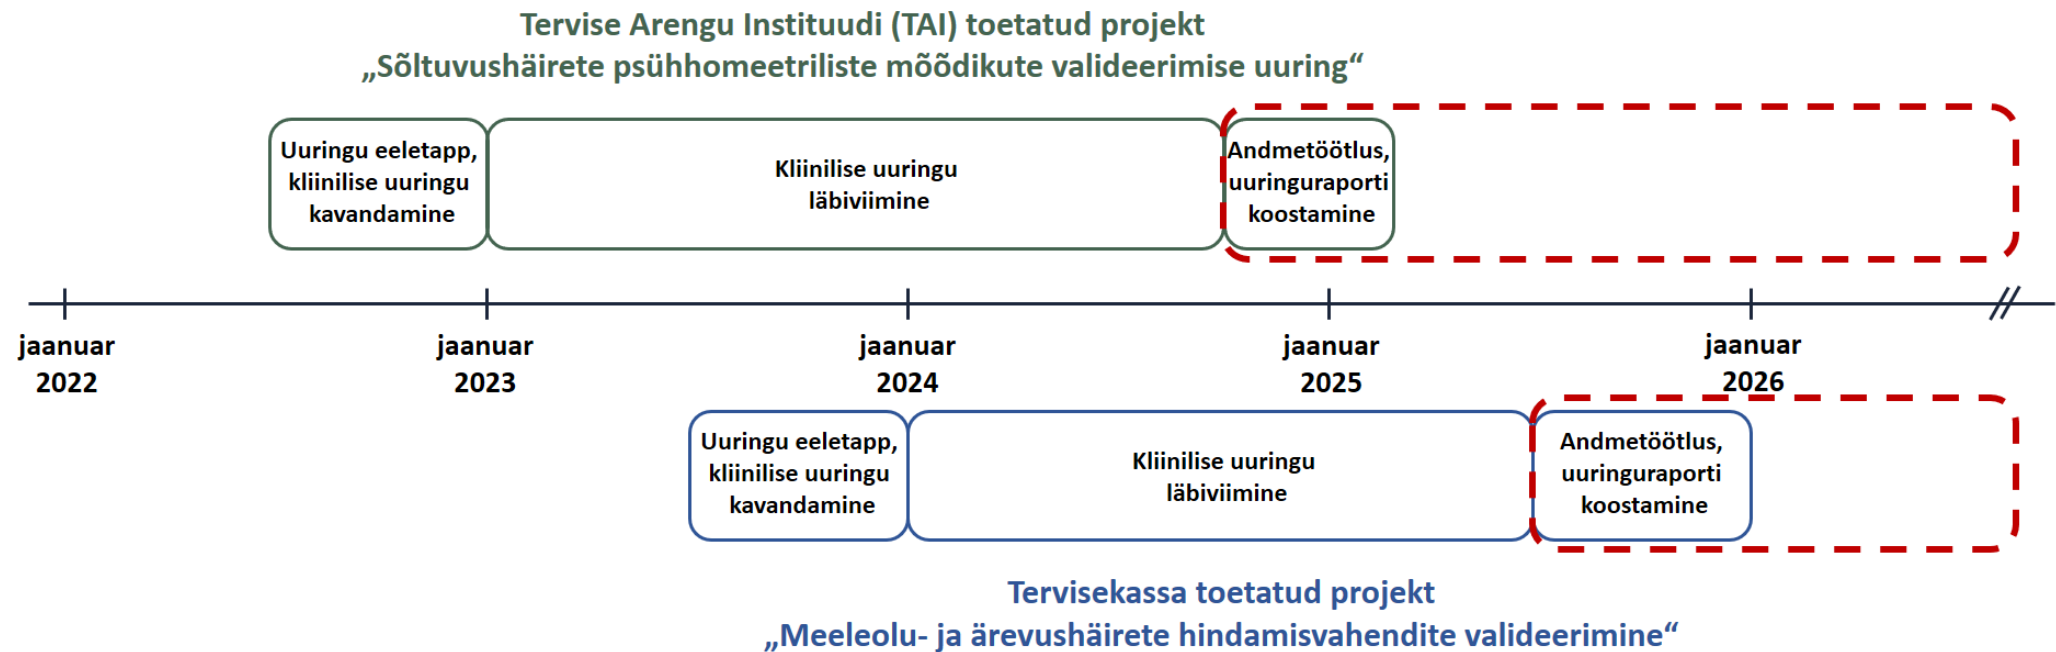 Tervise Arengu Instituudi (TAI) toetatud projekt
„Sõltuvushäirete psühhomeetriliste mõõdikute valideerimise uuring“
Uuringu eeletapp,
kliinilise uuringu
kavandamine
Kliinilise uuringu
läbiviimine
Andmetöötlus,
uuringuraporti
koostamine
jaanuar
2022
jaanuar
2023
jaanuar
2024
jaanuar
2025
jaanuar
2026
Uuringu eeletapp,
kliinilise uuringu
kavandamine
Kliinilise uuringu
läbiviimine
Andmetöötlus,
uuringuraporti
koostamine
Tervisekassa toetatud projekt
„Meeleolu- ja ärevushäirete hindamisvahendite valideerimine“